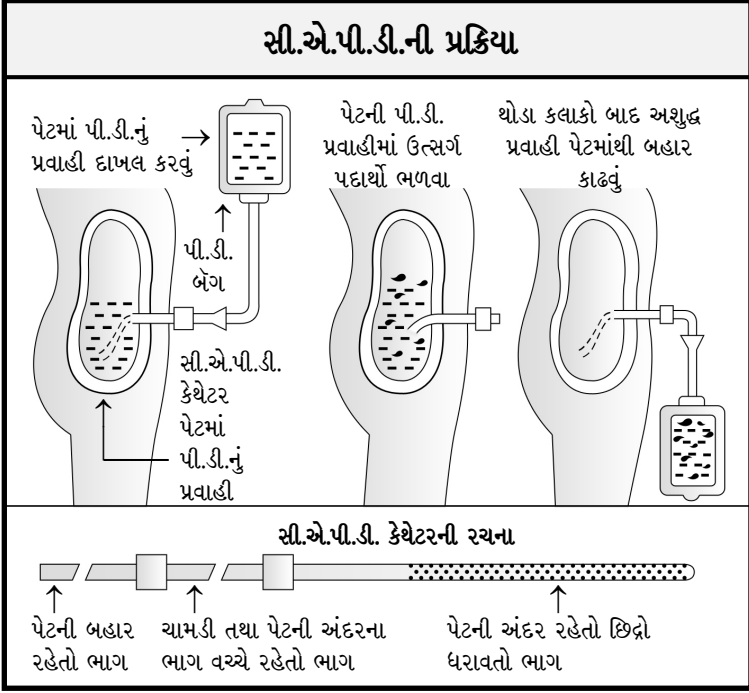 સી.એ.પી.ડી.ની પ્રક્રિયા
પેટમાં પી.ડી.નું
પ્રવાહી દાખલ કરવું
પી.ડી.
બૅગ
સી.એ.પી.ડી.
કેથેટર
પેટમાં
પી.ડી.નું
પ્રવાહી
પેટની પી.ડી.
પ્રવાહીમાં ઉત્સર્ગ
પદાર્થો ભળવા
થોડા કલાકો બાદ અશુદ્ધ
પ્રવાહી પેટમાંથી બહાર
કાઢવું
સી.એ.પી.ડી. કેથેટરની રચના
પેટની બહાર
રહેતો ભાગ
ચામડી તથા પેટની અંદરના
ભાગ વચ્ચે રહેતો ભાગ
પેટની અંદર રહેતો છિદ્રો
ધરાવતો ભાગ